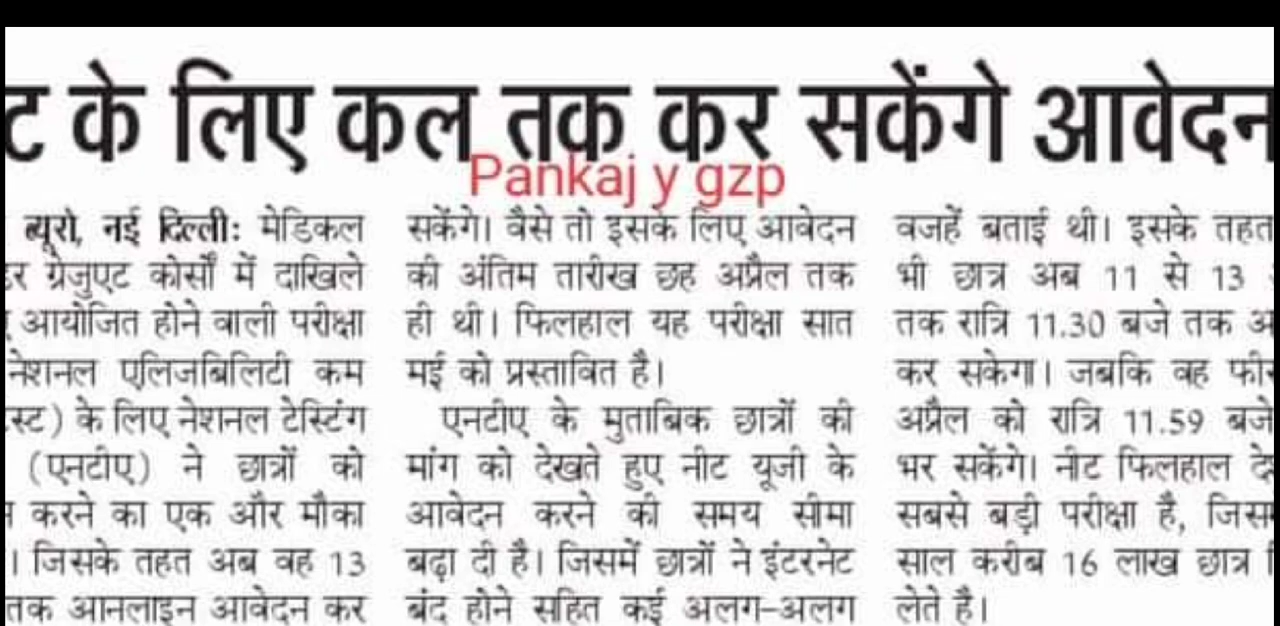 के लिए कल तक कर सकेंगे आवेदन
Pankaj y gzp
ब्यूरो, नई दिल्ली: मेडिकल
ग्रेजुएट कोर्सों में दाखिले
आयोजित होने वाली परीक्षा
नेशनल एलिजबिलिटी कम
के लिए नेशनल टेस्टिंग
(एनटीए) ने छात्रों को
करने का एक और मौका
। जिसके तहत अब वह 13
तक आनलाइन आवेदन कर
सकेंगे। वैसे तो इसके लिए आवेदन
की अंतिम तारीख छह अप्रैल तक
ही थी। फिलहाल यह परीक्षा सात
मई को प्रस्तावित है।
एनटीए के मुताबिक छात्रों की
मांग को देखते हुए नीट यूजी के
आवेदन करने की समय सीमा
बढ़ा दी है। जिसमें छात्रों ने इंटरनेट
बंद होने सहित कई अलग-अलग
वजहें बताई थी। इसके तहत
भी छात्र अब 11 से 13
तक रात्रि 11.30 बजे तक
कर सकेगा। जबकि वह फीस
अप्रैल को रात्रि 11.59 बजे
भर सकेंगे। नीट फिलहाल
सबसे बड़ी परीक्षा है,
साल करीब 16 लाख छात्र
लेते है।